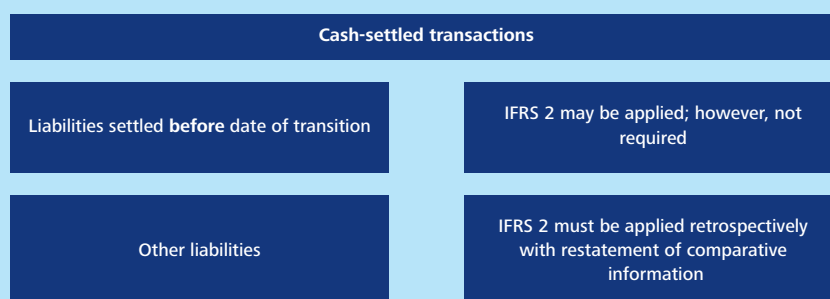 Cash-settled transactions
Liabilities settled before date of transition
IFRS 2 may be applied; however, not
required
Other liabilities
IFRS 2 must be applied retrospectively
with restatement of comparative
information